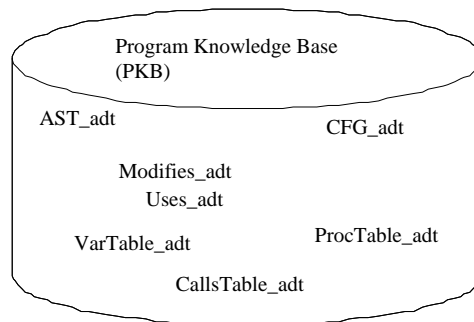 Program Knowledge Base
(PKB)
AST_adt
CFG_adt
Modifies_adt
Uses_adt
ProcTable_adt
VarTable_adt
CallsTable_adt